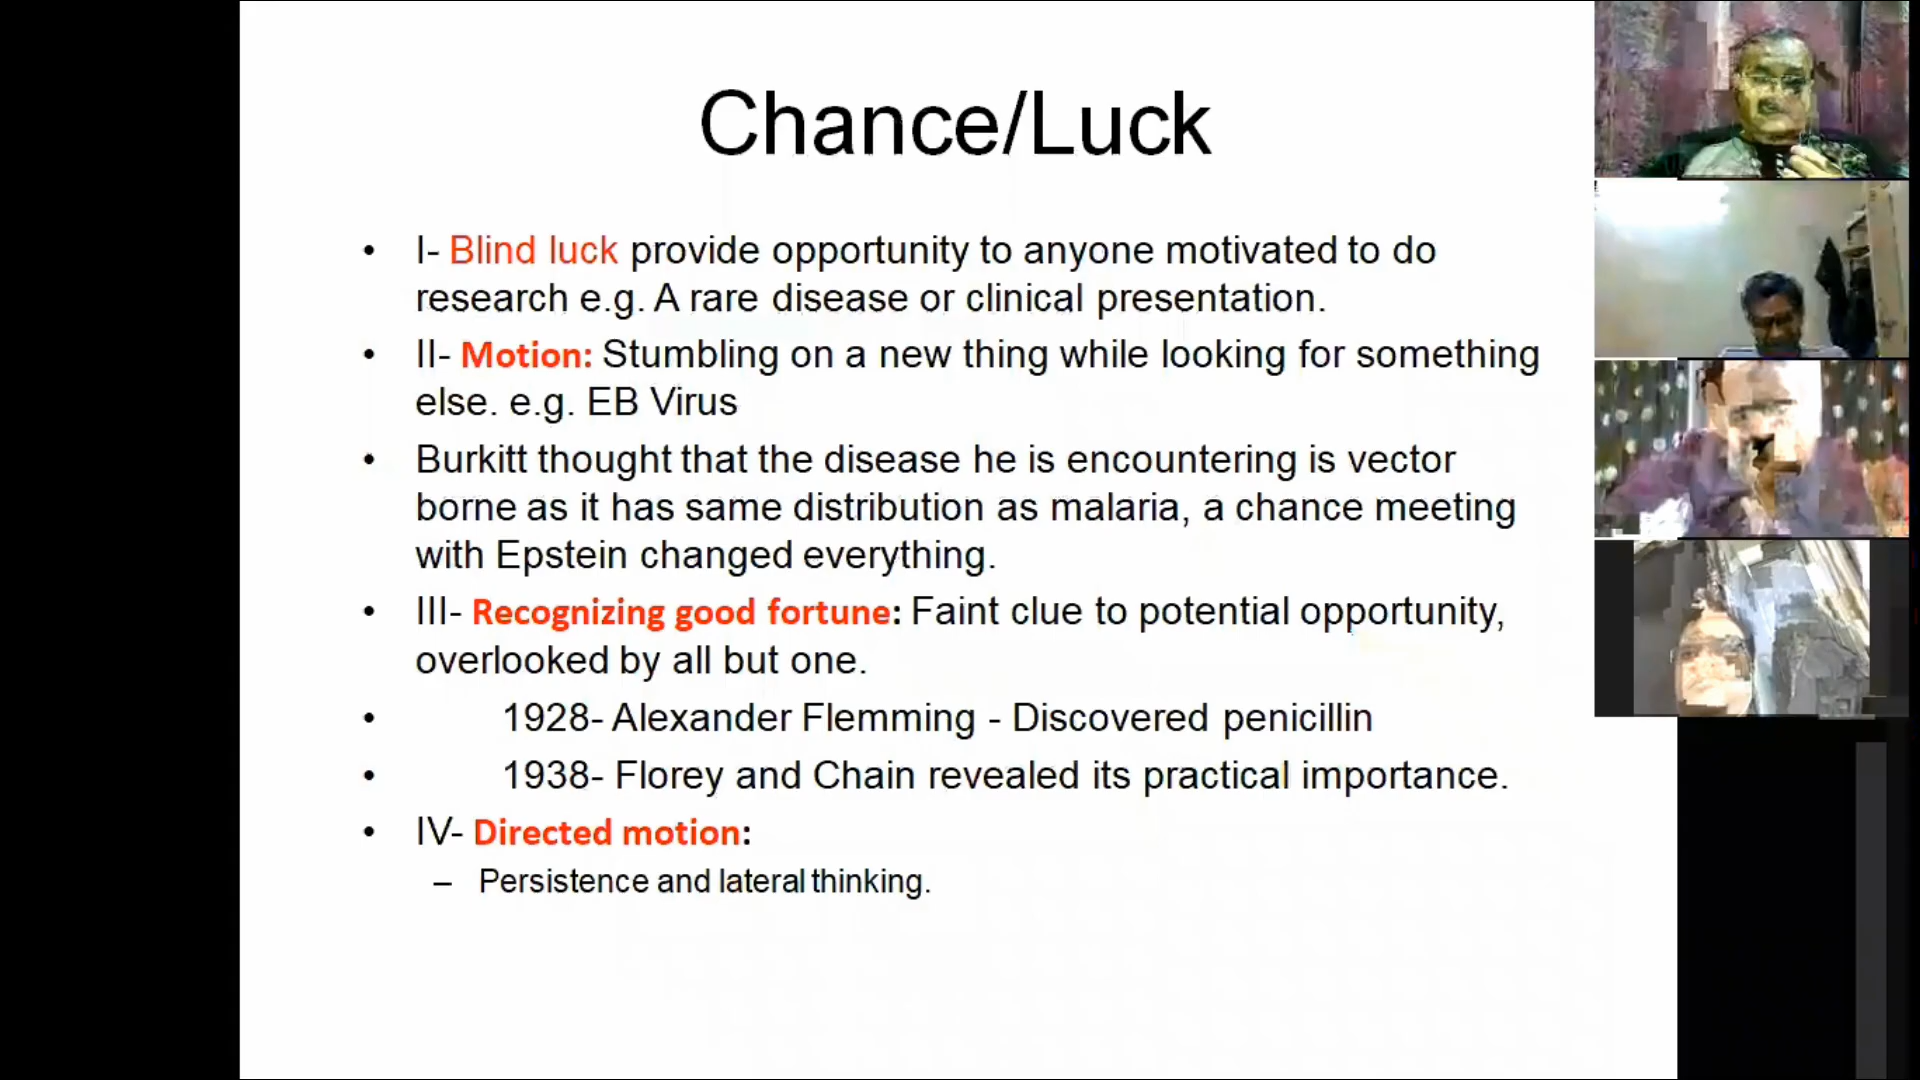 Chance/Luck
• I- Blind luck provide opportunity to anyone motivated to do
research e.g. A rare disease or clinical presentation.
• II- Motion: Stumbling on a new thing while looking for something
else. e.g. EB Virus
• Burkitt thought that the disease he is encountering is vector
borne as it has same distribution as malaria, a chance meeting
with Epstein changed everything.
• III- Recognizing good fortune: Faint clue to potential opportunity,
overlooked by all but one.
• 1928- Alexander Flemming - Discovered penicillin
• 1938- Florey and Chain revealed its practical importance.
• IV- Directed motion:
– Persistence and lateral thinking.